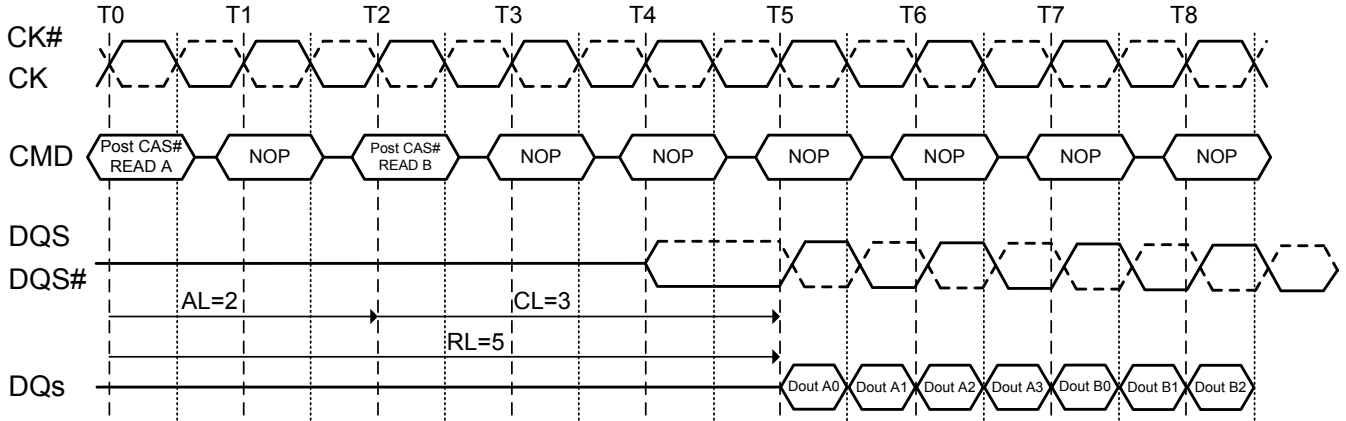 T0 T1 T2 T3 T4 T5 T6 T7 T8
CK#
CK
CMD
Post CAS#
READ A
NOP
Post CAS#
READ B
NOP
NOP
NOP
NOP
NOP
NOP
DQS
DQS#
AL=2 CL=3
RL=5
DQs
Dout A0 Dout A1 Dout A2 Dout A3 Dout B0 Dout B1 Dout B2